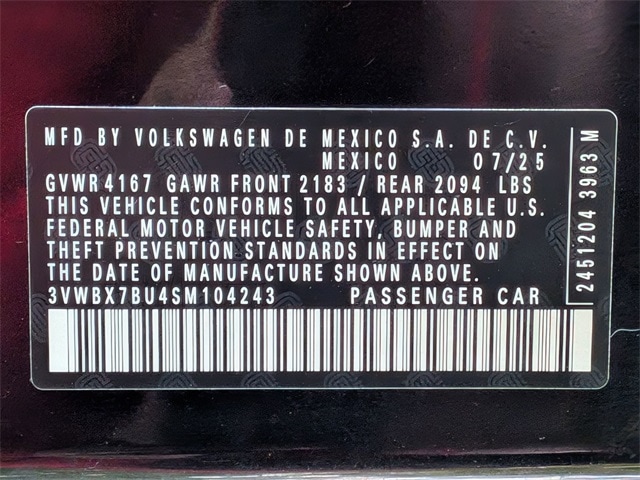 MFD BY VOLKSWAGEN DE MEXICO S.A. DE C.V.
MEXICO 07/25
GVWR 4167 GAWR FRONT 2183 / REAR 2094 LBS
THIS VEHICLE CONFORMS TO ALL APPLICABLE U.S.
FEDERAL MOTOR VEHICLE SAFETY, BUMPER AND
THEFT PREVENTION STANDARDS IN EFFECT ON
THE DATE OF MANUFACTURE SHOWN ABOVE.
3VWBX7BU4SM104243 PASSENGER CAR
2451204 3963 M